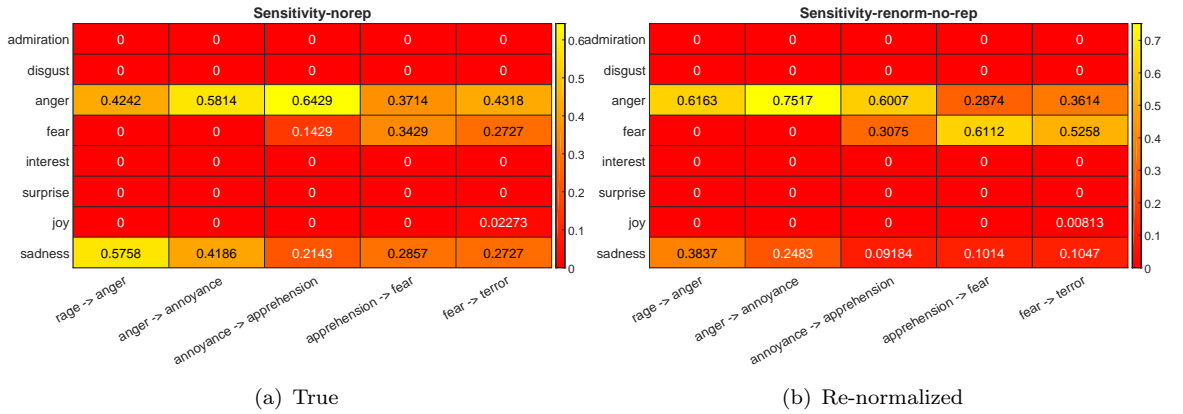 Sensitivity-norep
admiration 0 0 0 0 0
disgust 0 0 0 0 0
anger 0.4242 0.5814 0.6429 0.3714 0.4318
fear 0 0 0.1429 0.3429 0.2727
interest 0 0 0 0 0
surprise 0 0 0 0 0
joy 0 0 0 0 0.02273
sadness 0.5758 0.4186 0.2143 0.2857 0.2727
rage -> anger
anger -> annoyance
annoyance -> apprehension
apprehension -> fear
fear -> terror
0.6
0.5
0.4
0.3
0.2
0.1
0
(a) True
Sensitivity-renorm-no-rep
admiration 0 0 0 0 0
disgust 0 0 0 0 0
anger 0.6163 0.7517 0.6007 0.2874 0.3614
fear 0 0 0.3075 0.6112 0.5258
interest 0 0 0 0 0
surprise 0 0 0 0 0
joy 0 0 0 0 0.00813
sadness 0.3837 0.2483 0.09184 0.1014 0.1047
rage -> anger
anger -> annoyance
annoyance -> apprehension
apprehension -> fear
fear -> terror
0.7
0.6
0.5
0.4
0.3
0.2
0.1
0
(b) Re-normalized